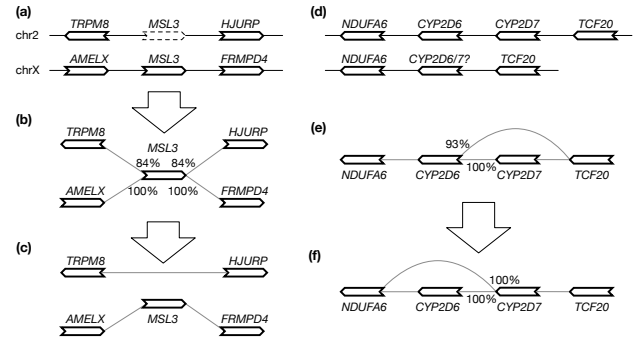 (a)
TRPM8 MSL3 HJURP
chr2
AMELX MSL3 FRMPD4
chrX
(b)
TRPM8 HJURP
MSL3
84% 84%
100% 100%
AMELX FRMPD4
(c)
TRPM8 HJURP
AMELX MSL3 FRMPD4
(d)
NDUFA6 CYP2D6 CYP2D7 TCF20
NDUFA6 CYP2D6/7? TCF20
(e)
93%
100%
NDUFA6 CYP2D6 CYP2D7 TCF20
(f)
100%
100%
NDUFA6 CYP2D6 CYP2D7 TCF20